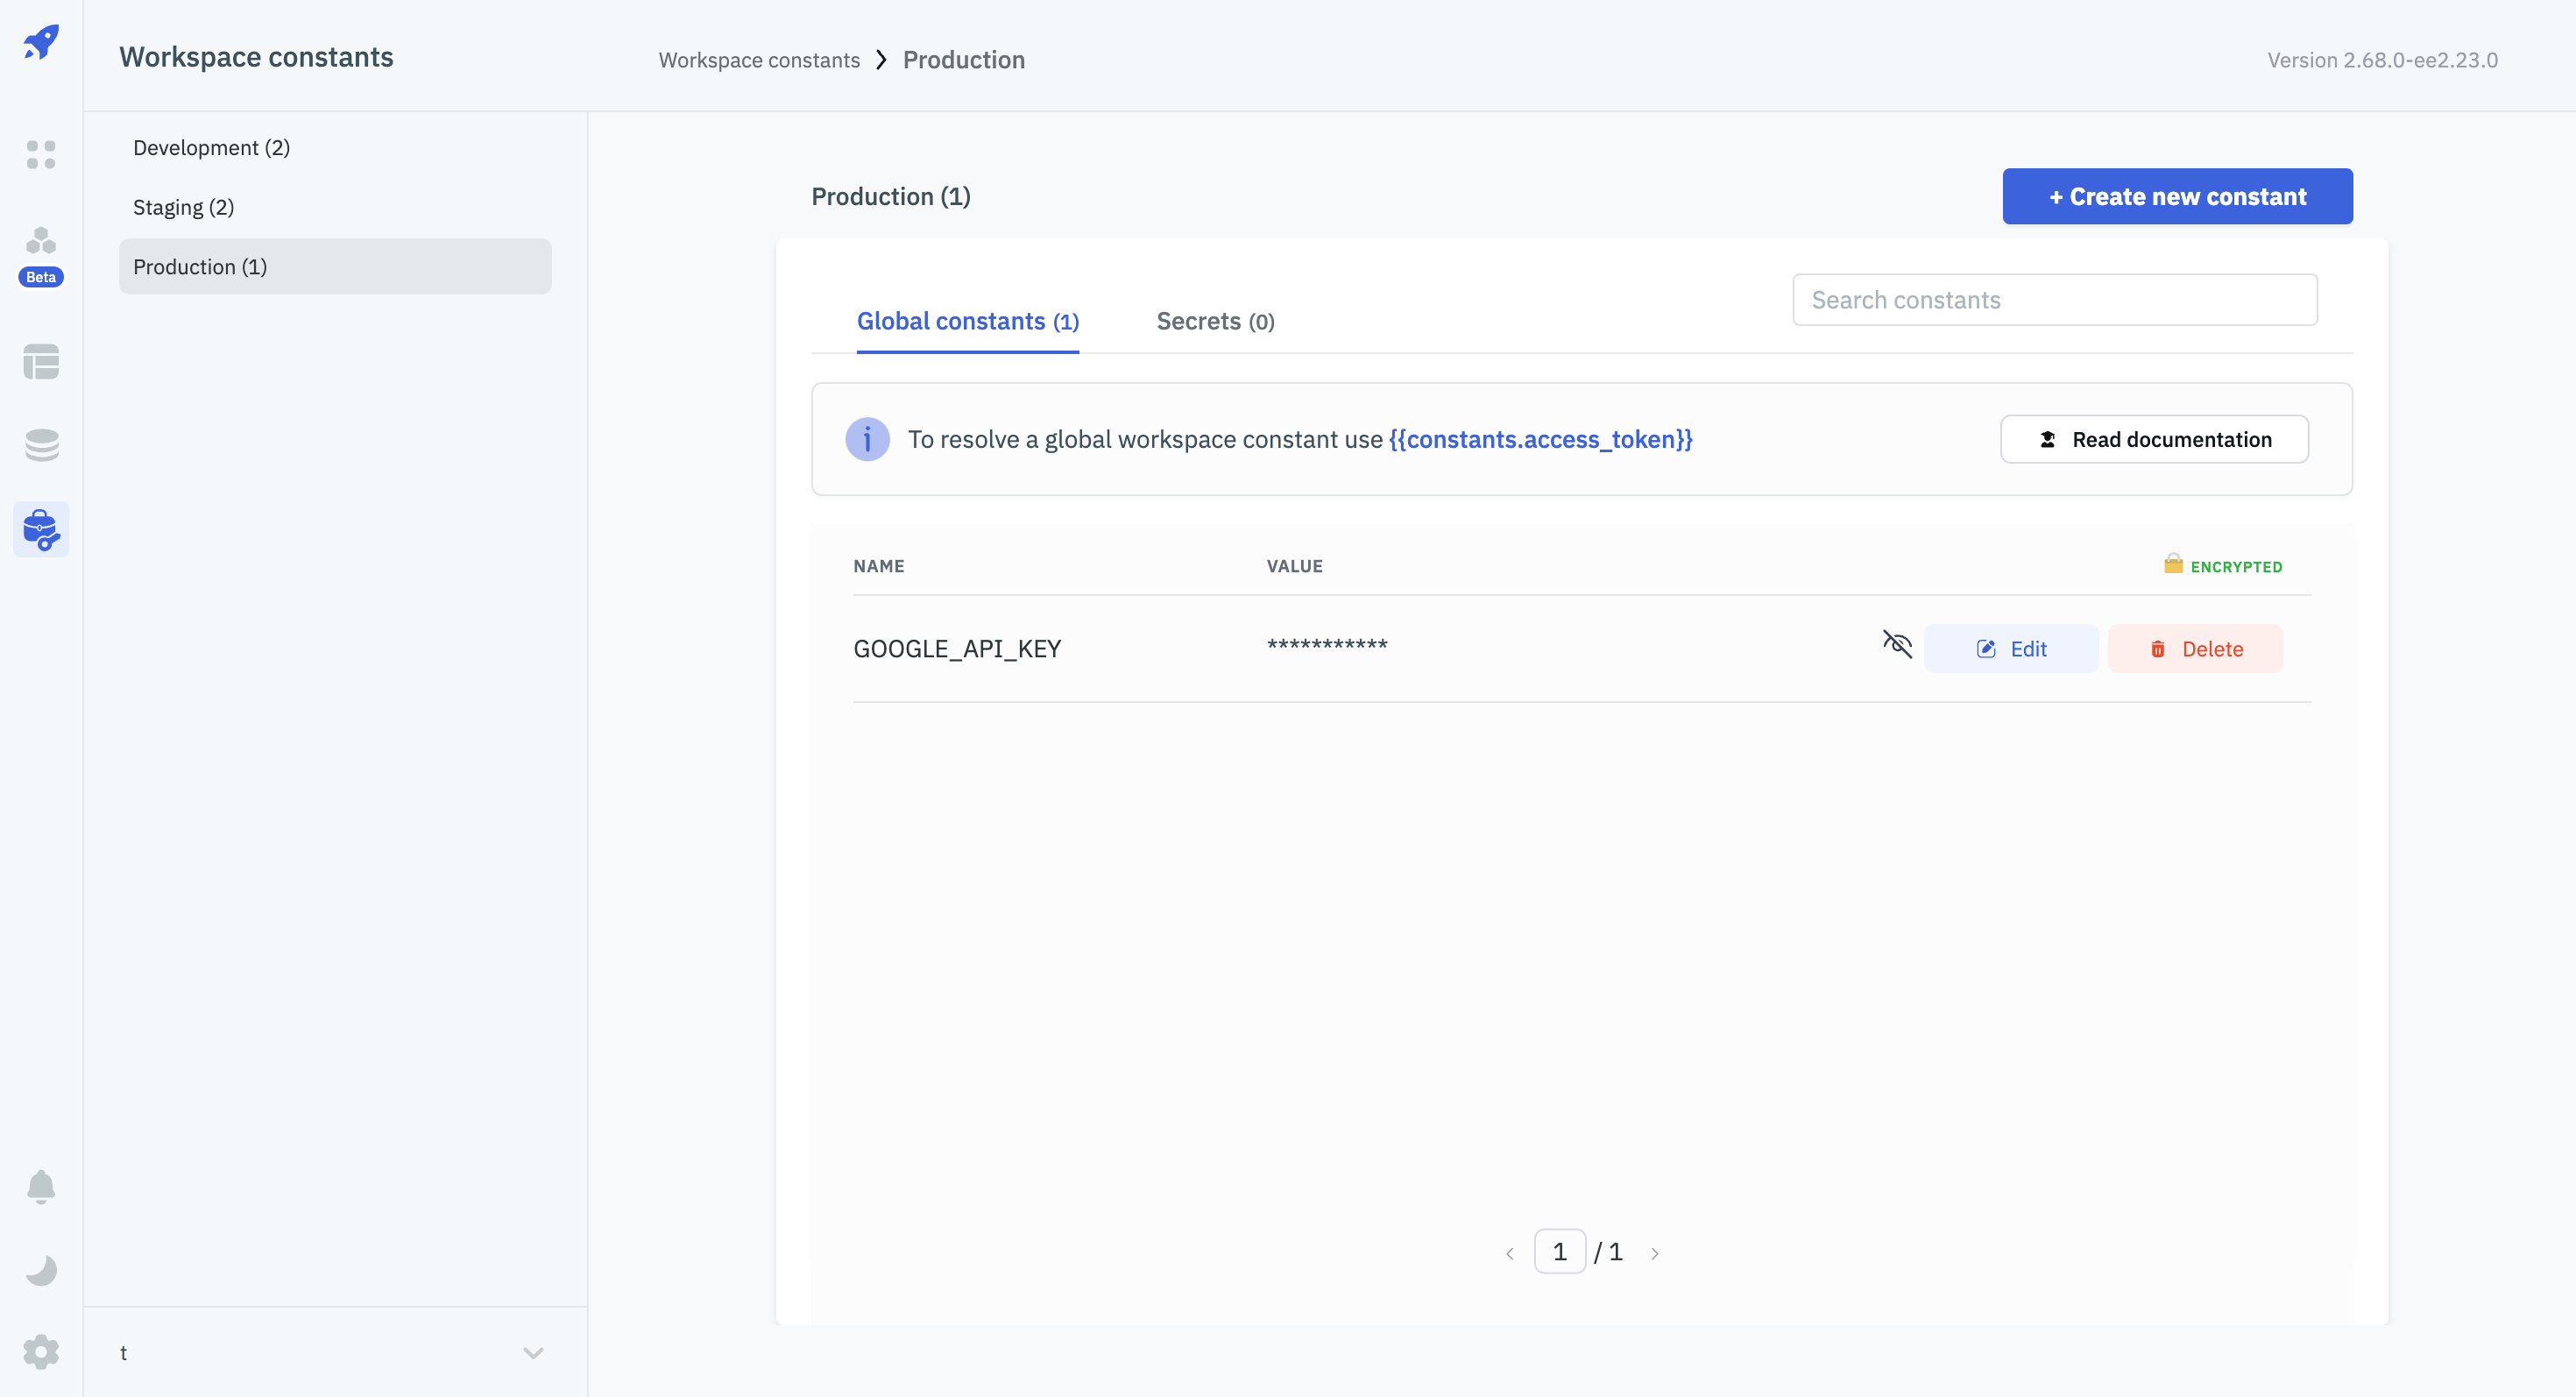 Workspace constants
Workspace constants > Production
Version 2.68.0-ee2.23.0
Beta
Development (2)
Staging (2)
Production (1)
Production (1)
+ Create new constant
Global constants (1)
Secrets (0)
Search constants
i
To resolve a global workspace constant use {{constants.access_token}}
Read documentation
NAME
VALUE
ENCRYPTED
GOOGLE_API_KEY
***********
Edit
Delete
< 1 / 1 >
t